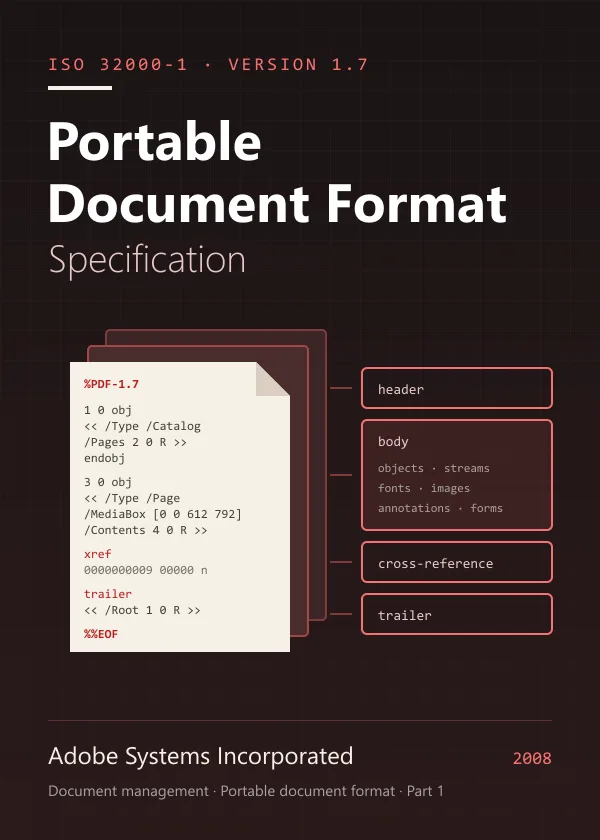 ISO 32000-1 · VERSION 1.7
Portable
Document Format
Specification
%PDF-1.7
1 0 obj
<< /Type /Catalog
/Pages 2 0 R >>
endobj
3 0 obj
<< /Type /Page
/MediaBox [0 0 612 792]
/Contents 4 0 R >>
xref
0000000009 00000 n
trailer
<< /Root 1 0 R >>
%%EOF
header
body
objects · streams
fonts · images
annotations · forms
cross-reference
trailer
Adobe Systems Incorporated
2008
Document management · Portable document format · Part 1